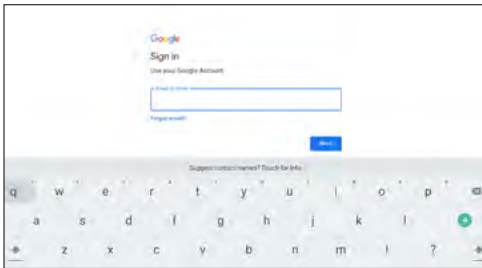 Google
Sign in
Use your Google Account
Email or phone
Forgot email?
Next
Suggest contact names? Touch for info.
q w e r t y u i o p
a s d f g h j k l
z x c v b n m ! ?